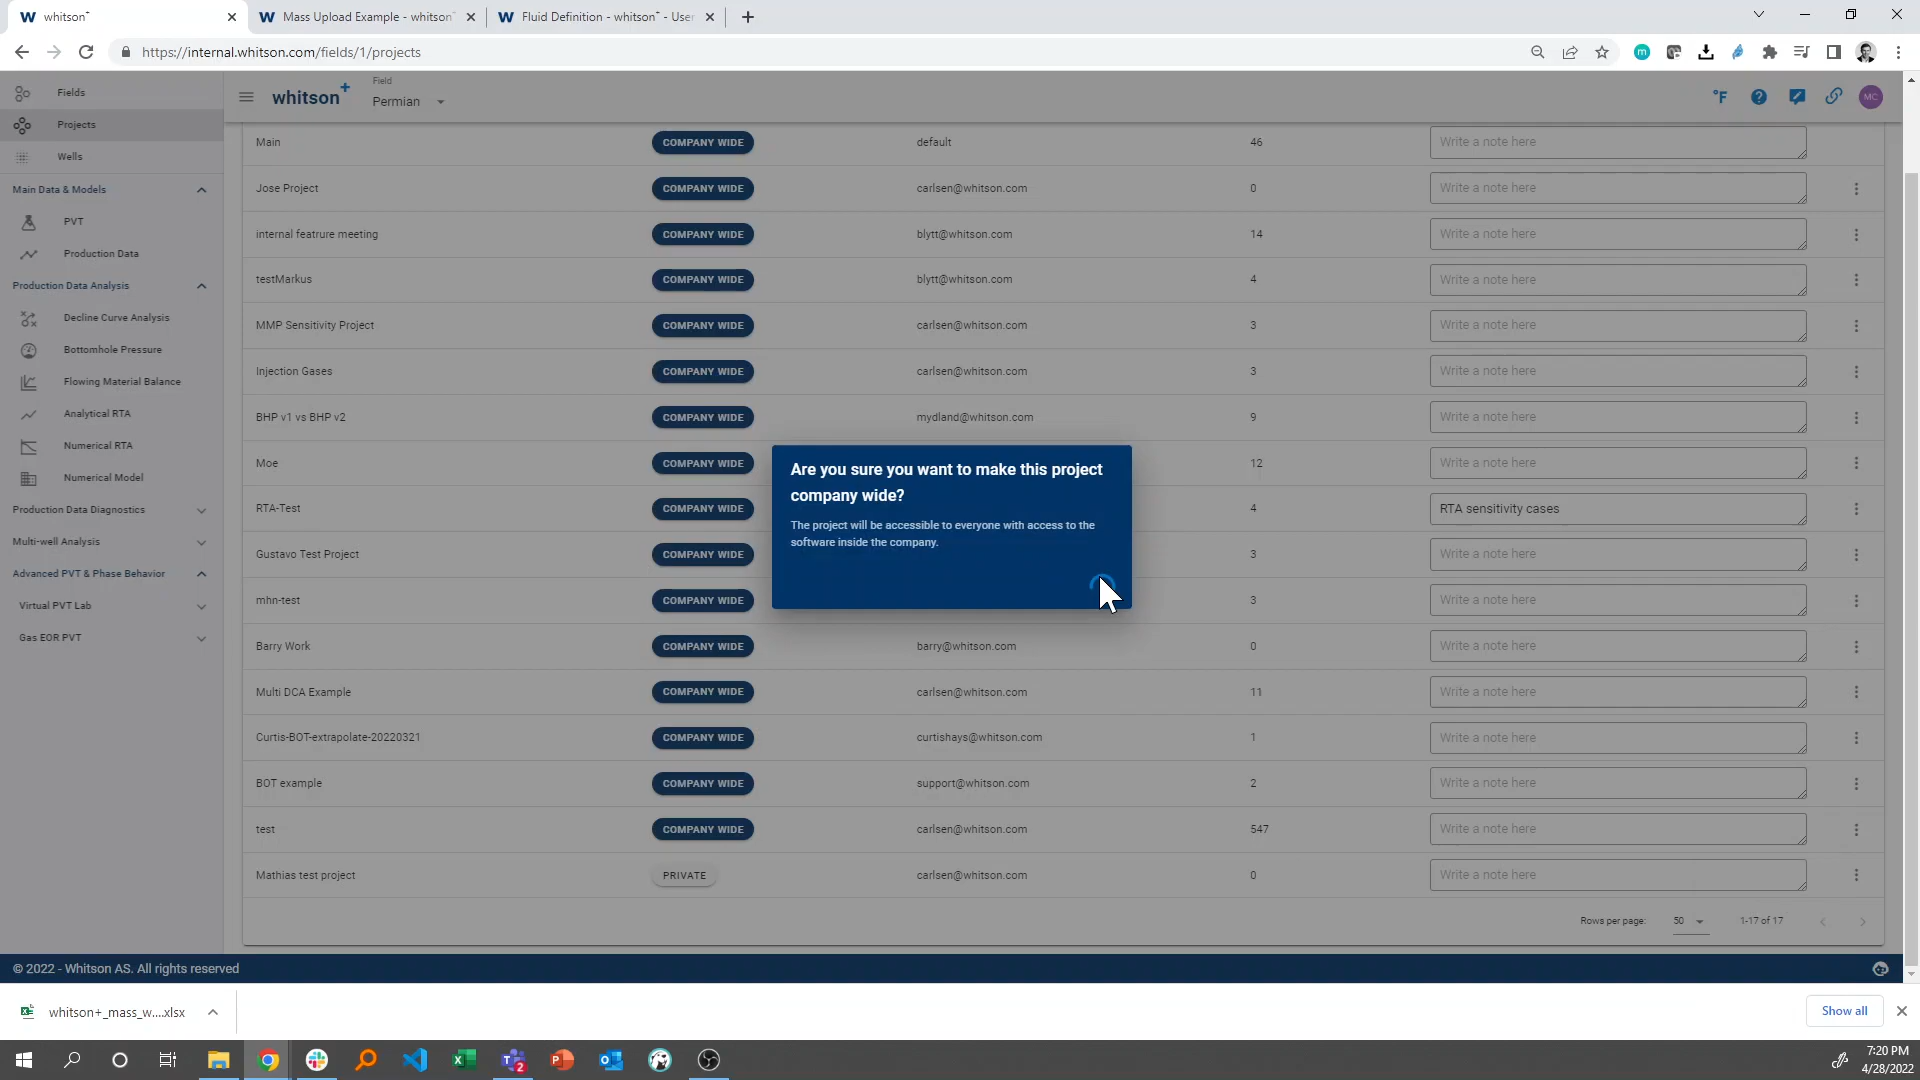 whitson+
Mass Upload Example - whitson+
Fluid Definition - whitson+ - User
https://internal.whitson.com/fields/1/projects
Fields
Projects
Wells
Main Data & Models
PVT
Production Data
Production Data Analysis
Decline Curve Analysis
Bottomhole Pressure
Flowing Material Balance
Analytical RTA
Numerical RTA
Numerical Model
Production Data Diagnostics
Multi-well Analysis
Advanced PVT & Phase Behavior
Virtual PVT Lab
Gas EOR PVT
whitson+
Field
Permian
°F
MC
Main COMPANY WIDE default 46 Write a note here
Jose Project COMPANY WIDE carlsen@whitson.com 0 Write a note here
internal featrure meeting COMPANY WIDE blytt@whitson.com 14 Write a note here
testMarkus COMPANY WIDE blytt@whitson.com 4 Write a note here
MMP Sensitivity Project COMPANY WIDE carlsen@whitson.com 3 Write a note here
Injection Gases COMPANY WIDE carlsen@whitson.com 3 Write a note here
BHP v1 vs BHP v2 COMPANY WIDE mydland@whitson.com 9 Write a note here
Moe COMPANY WIDE 12 Write a note here
RTA-Test COMPANY WIDE 4 RTA sensitivity cases
Gustavo Test Project COMPANY WIDE 3 Write a note here
mhn-test COMPANY WIDE 3 Write a note here
Barry Work COMPANY WIDE barry@whitson.com 0 Write a note here
Multi DCA Example COMPANY WIDE carlsen@whitson.com 11 Write a note here
Curtis-BOT-extrapolate-20220321 COMPANY WIDE curtishays@whitson.com 1 Write a note here
BOT example COMPANY WIDE support@whitson.com 2 Write a note here
test COMPANY WIDE carlsen@whitson.com 547 Write a note here
Mathias test project PRIVATE carlsen@whitson.com 0 Write a note here
Are you sure you want to make this project
company wide?
The project will be accessible to everyone with access to the
software inside the company.
Rows per page: 50 1-17 of 17
© 2022 - Whitson AS. All rights reserved
whitson+_mass_w....xlsx
Show all
7:20 PM
4/28/2022